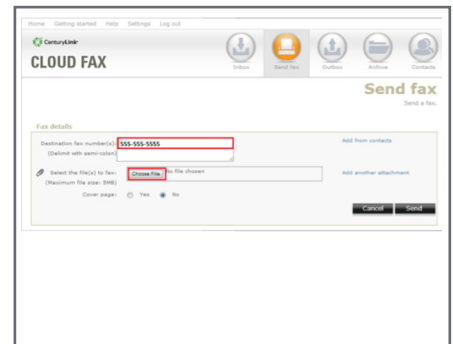 Home Getting started Help Settings Log out
CenturyLink
CLOUD FAX
Inbox Send fax Outbox Archive Contacts
Send fax
Send a fax.
Fax details
Destination fax number(s): 555-555-5555 Add from contacts
(Delimit with semi-colon)
Select the file(s) to fax: Choose File No file chosen Add another attachment
(Maximum file size: 5MB)
Cover page: Yes No
Cancel Send